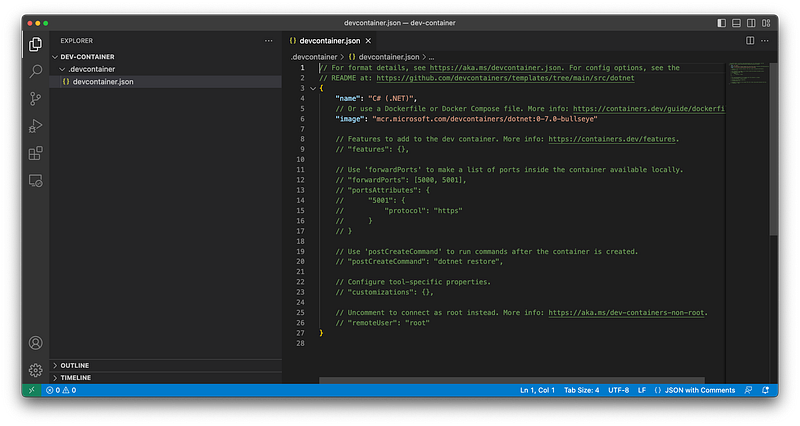 devcontainer.json — dev-container
EXPLORER
DEV-CONTAINER
.devcontainer
{} devcontainer.json
{} devcontainer.json
.devcontainer > {} devcontainer.json > ...
1 // For format details, see https://aka.ms/devcontainer.json. For config options, see the
2 // README at: https://github.com/devcontainers/templates/tree/main/src/dotnet
3 {
4 "name": "C# (.NET)",
5 // Or use a Dockerfile or Docker Compose file. More info: https://containers.dev/guide/dockerfi
6 "image": "mcr.microsoft.com/devcontainers/dotnet:0-7.0-bullseye"
7
8 // Features to add to the dev container. More info: https://containers.dev/features.
9 // "features": {},
10
11 // Use 'forwardPorts' to make a list of ports inside the container available locally.
12 // "forwardPorts": [5000, 5001],
13 // "portsAttributes": {
14 // "5001": {
15 // "protocol": "https"
16 // }
17 // }
18
19 // Use 'postCreateCommand' to run commands after the container is created.
20 // "postCreateCommand": "dotnet restore",
21
22 // Configure tool-specific properties.
23 // "customizations": {},
24
25 // Uncomment to connect as root instead. More info: https://aka.ms/dev-containers-non-root.
26 // "remoteUser": "root"
27 }
28
OUTLINE
TIMELINE
0 0
Ln 1, Col 1 Tab Size: 4 UTF-8 LF {} JSON with Comments